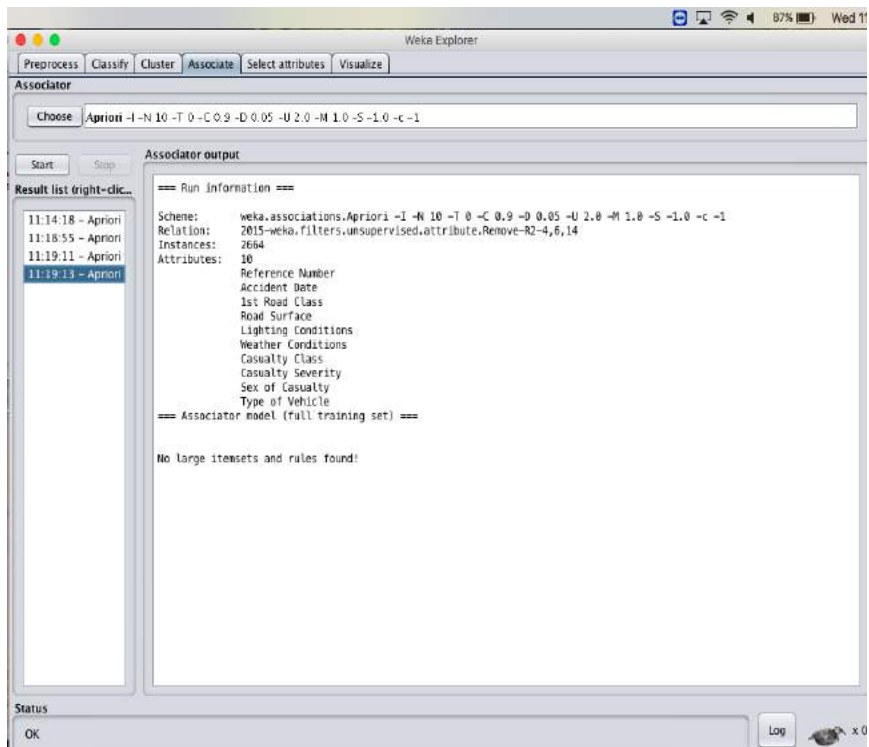 87% Wed 11
Weka Explorer
Preprocess Classify Cluster Associate Select attributes Visualize
Associator
Choose Apriori -I -N 10 -T 0 -C 0.9 -D 0.05 -U 2.0 -M 1.0 -S -1.0 -c -1
Start Stop
Associator output
Result list (right-clic...
11:14:18 - Apriori
11:18:55 - Apriori
11:19:11 - Apriori
11:19:13 - Apriori
=== Run information ===
Scheme: weka.associations.Apriori -I -N 10 -T 0 -C 0.9 -D 0.05 -U 2.0 -M 1.0 -S -1.0 -c -1
Relation: 2015-weka.filters.unsupervised.attribute.Remove-R2-4,6,14
Instances: 2664
Attributes: 10
Reference Number
Accident Date
1st Road Class
Road Surface
Lighting Conditions
Weather Conditions
Casualty Class
Casualty Severity
Sex of Casualty
Type of Vehicle
=== Associator model (full training set) ===
No large itemsets and rules found!
Status
OK
Log x 0